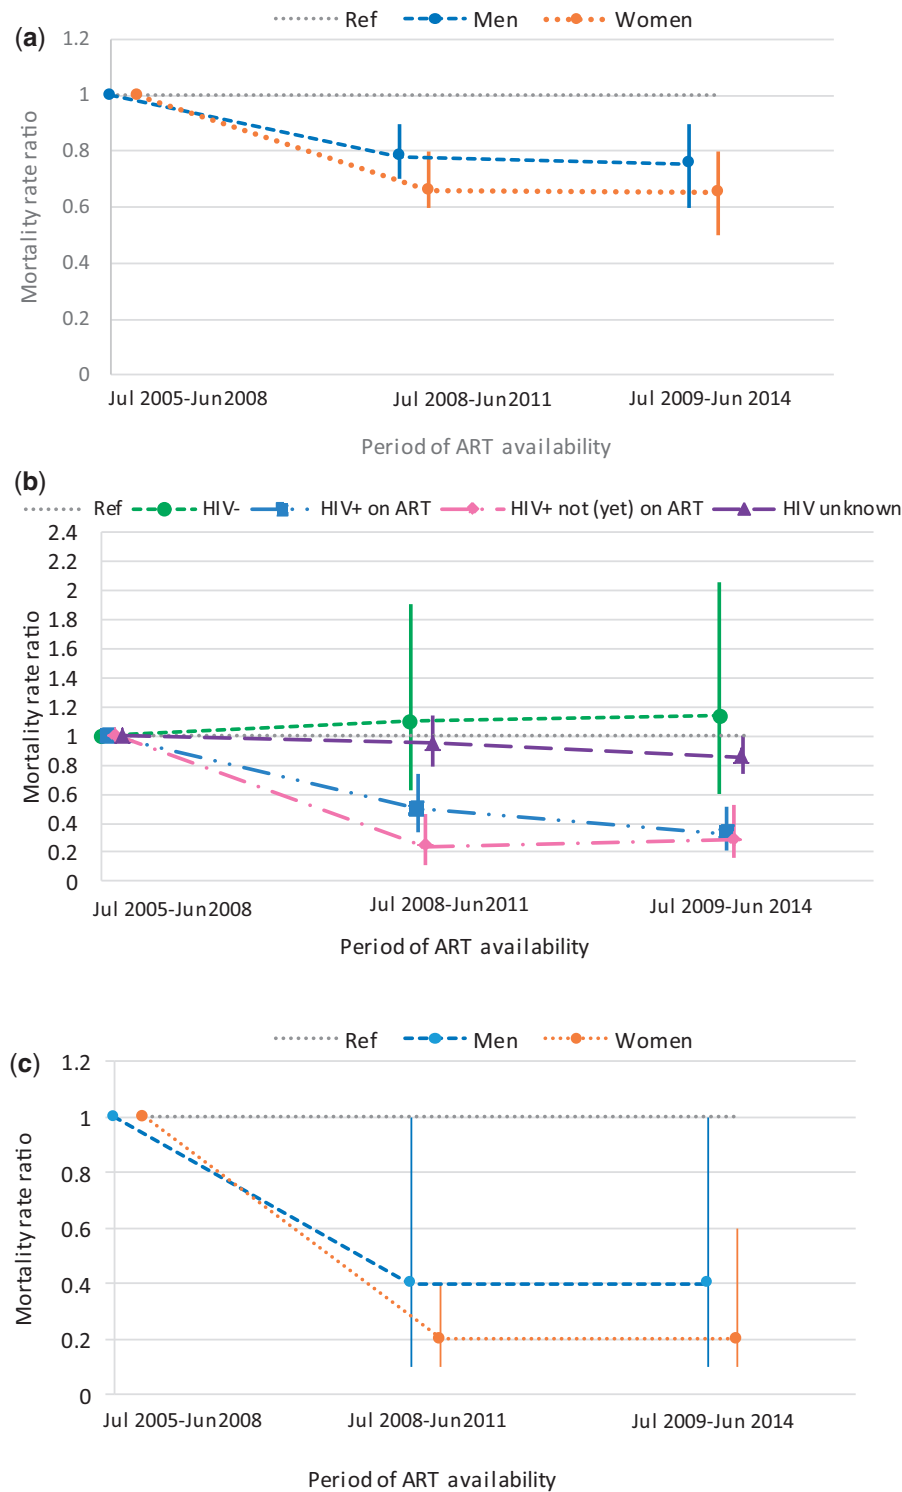 (a)
Ref Men Women
1.2
1
0.8
0.6
0.4
0.2
0
Mortality rate ratio
Jul 2005-Jun2008 Jul 2008-Jun2011 Jul 2009-Jun 2014
Period of ART availability
(b)
Ref HIV- HIV+ on ART HIV+ not (yet) on ART HIV unknown
2.4
2.2
2
1.8
1.6
1.4
1.2
1
0.8
0.6
0.4
0.2
0
Mortality rate ratio
Jul 2005-Jun2008 Jul 2008-Jun2011 Jul 2009-Jun 2014
Period of ART availability
(c)
Ref Men Women
1.2
1
0.8
0.6
0.4
0.2
0
Mortality rate ratio
Jul 2005-Jun2008 Jul 2008-Jun2011 Jul 2009-Jun 2014
Period of ART availability